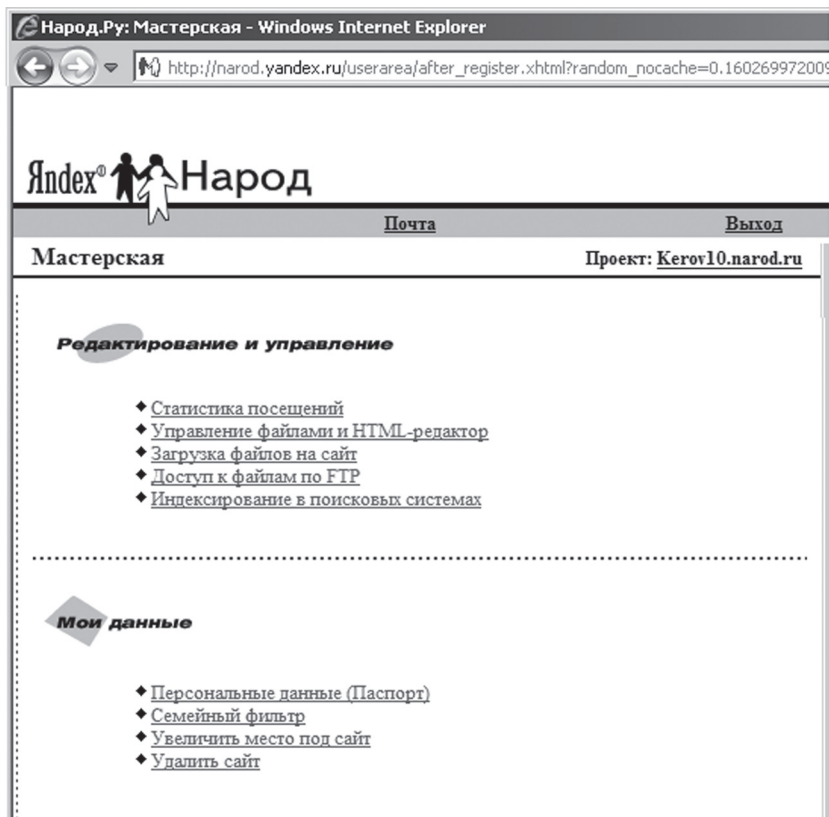 Народ.Ру: Мастерская - Windows Internet Explorer
http://narod.yandex.ru/userarea/after_register.xhtml?random_nocache=0.160269972009
Яndex® Народ
Почта Выход
Мастерская Проект: Kerov10.narod.ru
Редактирование и управление
Статистика посещений
Управление файлами и HTML-редактор
Загрузка файлов на сайт
Доступ к файлам по FTP
Индексирование в поисковых системах
Мои данные
Персональные данные (Паспорт)
Семейный фильтр
Увеличить место под сайт
Удалить сайт